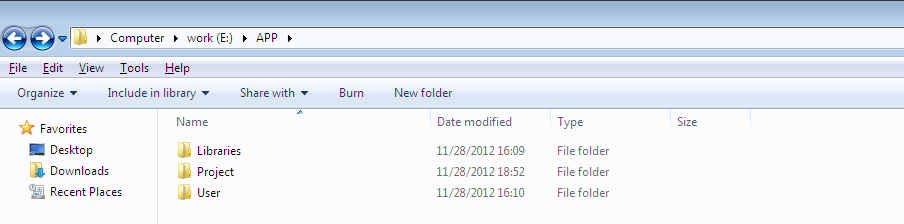 Computer work (E:) APP
File Edit View Tools Help
Organize Include in library Share with Burn New folder
Favorites
Desktop
Downloads
Recent Places
Name Date modified Type Size
Libraries 11/28/2012 16:09 File folder
Project 11/28/2012 18:52 File folder
User 11/28/2012 16:10 File folder